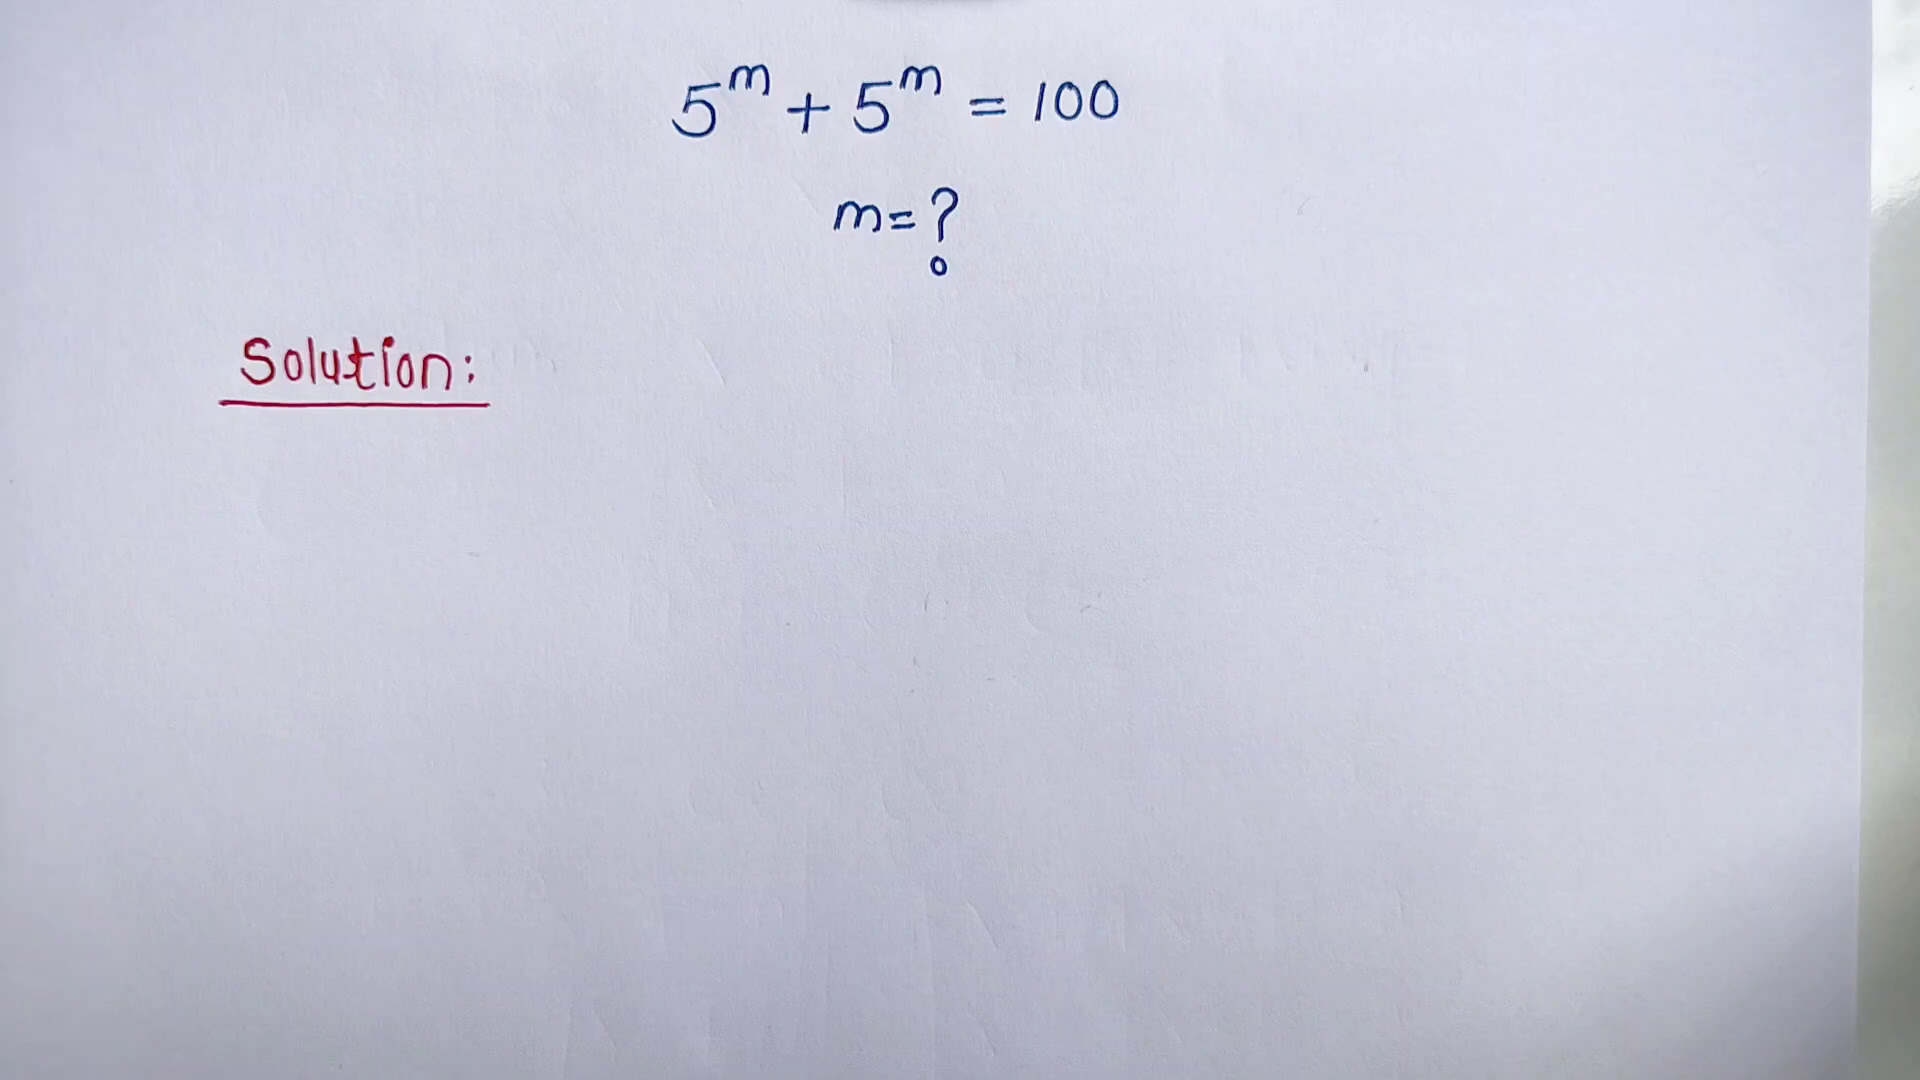 5^m + 5^m = 100
m = ?
Solution: